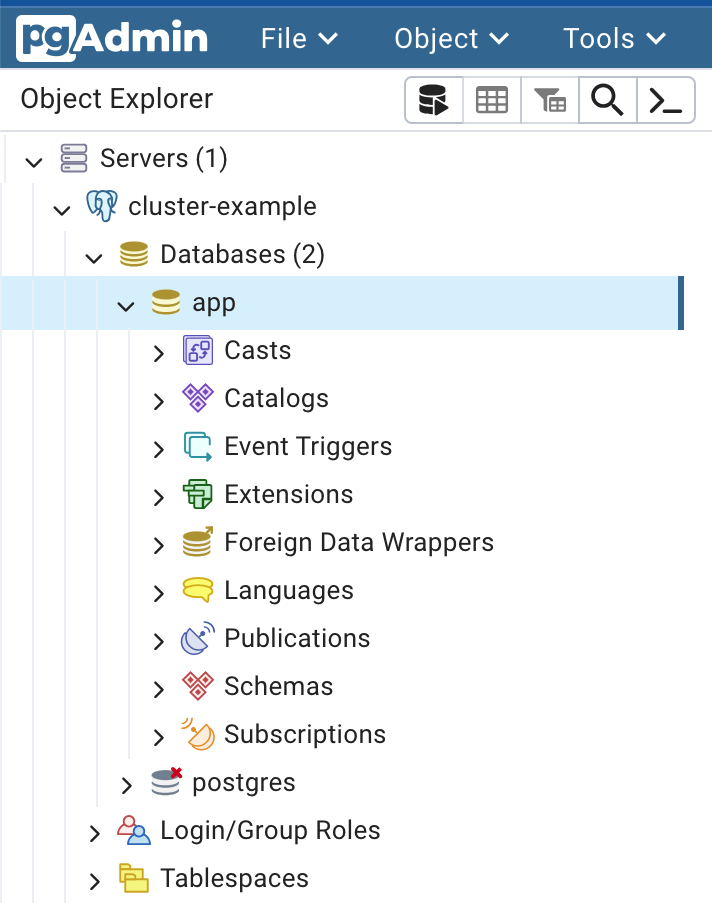 pgAdmin File Object Tools
Object Explorer
Servers (1)
cluster-example
Databases (2)
app
Casts
Catalogs
Event Triggers
Extensions
Foreign Data Wrappers
Languages
Publications
Schemas
Subscriptions
postgres
Login/Group Roles
Tablespaces